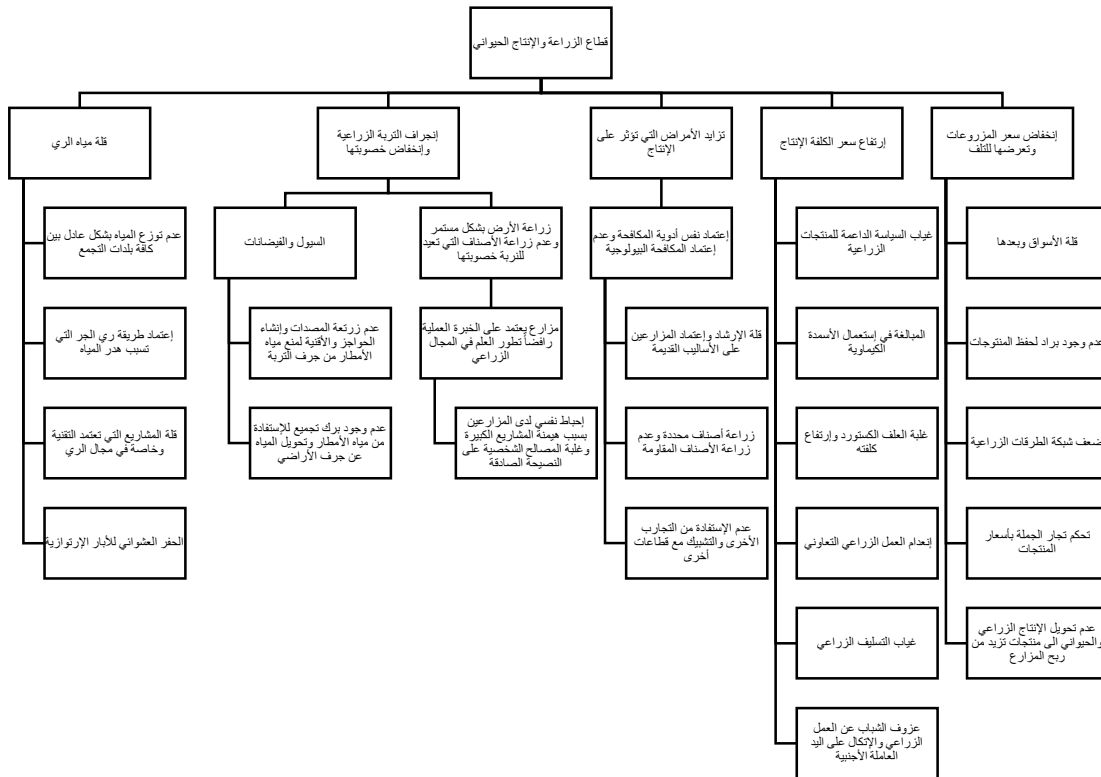 قطاع الزراعة والإنتاج الحيواني
إنخفاض سعر المزروعات
وتعرضها للتلف
إرتفاع سعر الكلفة الإنتاج
تزايد الأمراض التي تؤثر على
الإنتاج
إنجراف التربة الزراعية
وإنخفاض خصوبتها
قلة مياه الري
قلة الأسواق وبعدها
عدم وجود براد لحفظ المنتوجات
ضعف شبكة الطرقات الزراعية
تحكم تجار الجملة بأسعار
المنتجات
عدم تحويل الإنتاج الزراعي
والحيواني الى منتجات تزيد من
ربح المزارع
غياب السياسة الداعمة للمنتجات
الزراعية
المبالغة في إستعمال الأسمدة
الكيماوية
غلبة العلف الكستورد وإرتفاع
كلفته
إنعدام العمل الزراعي التعاوني
غياب التسليف الزراعي
عزوف الشباب عن العمل
الزراعي والإتكال على اليد
العاملة الأجنبية
إعتماد نفس أدوية المكافحة وعدم
إعتماد المكافحة البيولوجية
قلة الإرشاد وإعتماد المزارعين
على الأساليب القديمة
زراعة أصناف محددة وعدم
زراعة الأصناف المقاومة
عدم الإستفادة من التجارب
الأخرى والتشبيك مع قطاعات
أخرى
زراعة الأرض بشكل مستمر
وعدم زراعة الأصناف التي تعيد
للتربة خصوبتها
مزارع يعتمد على الخبرة العملية
رافضاً تطور العلم في المجال
الزراعي
إحباط نفسي لدى المزارعين
بسبب هيمنة المشاريع الكبيرة
وغلبة المصالح الشخصية على
النصيحة الصادقة
السيول والفيضانات
عدم زرتعة المصدات وإنشاء
الحواجز والأقنية لمنع مياه
الأمطار من جرف التربة
عدم وجود برك تجميع للإستفادة
من مياه الأمطار وتحويل المياه
عن جرف الأراضي
عدم توزع المياه بشكل عادل بين
كافة بلدات التجمع
إعتماد طريقة ري الجر التي
تسبب هدر المياه
قلة المشاريع التي تعتمد التقنية
وخاصة في مجال الري
الحفر العشوائي للأبار الإرتوازية